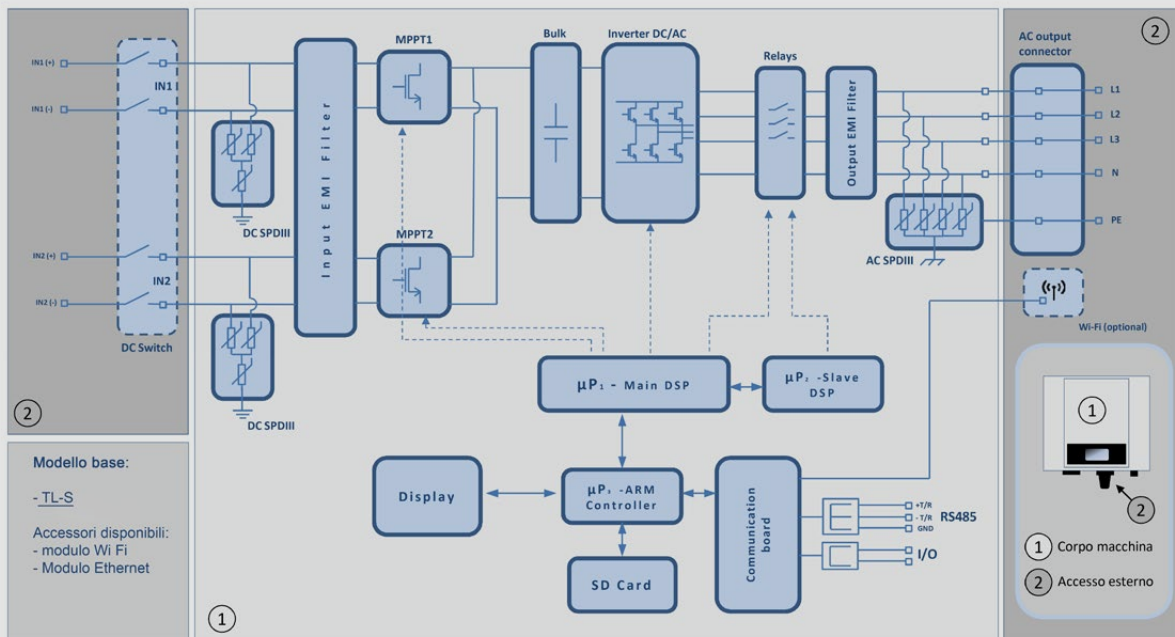 2
IN1 (+)
IN1 (-)
IN1
IN2 (+)
IN2 (-)
IN2
DC Switch
2
DC SPDIII
DC SPDIII
Input EMI Filter
MPPT1
MPPT2
Bulk
Inverter DC/AC
Relays
Output EMI Filter
AC SPDIII
AC output
connector
L1
L2
L3
N
PE
Wi-Fi (optional)
µP₁ - Main DSP
µP₂ -Slave
DSP
Display
µP₃ -ARM
Controller
SD Card
Communication
board
+T/R
- T/R
GND
RS485
I/O
1
Modello base:
- TL-S
Accessori disponibili:
- modulo Wi Fi
- Modulo Ethernet
1
2
1 Corpo macchina
2 Accesso esterno